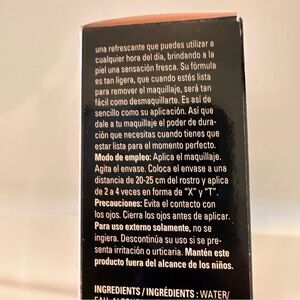 una refrescante que puedes utilizar a
cualquier hora del día, brindando a la
piel una sensación fresca. Su fórmula
es tan ligera, que cuando estés lista
para remover el maquillaje, será tan
fácil como desmaquillarte. Es así de
sencillo como su aplicación. Así que
dale a tu maquillaje el poder de dura-
ción que necesitas cuando tienes que
estar lista para el momento perfecto.
Modo de empleo: Aplica el maquillaje.
Agita el envase. Coloca el envase a una
distancia de 20-25 cm del rostro y aplica
de 2 a 4 veces en forma de "X" y "T".
Precauciones: Evita el contacto con
los ojos. Cierra los ojos antes de aplicar.
Para uso externo solamente, no se
ingiera. Descontinúa su uso si se pre-
senta irritación o urticaria. Mantén este
producto fuera del alcance de los niños.
INGREDIENTS / INGRÉDIENTS: WATER/